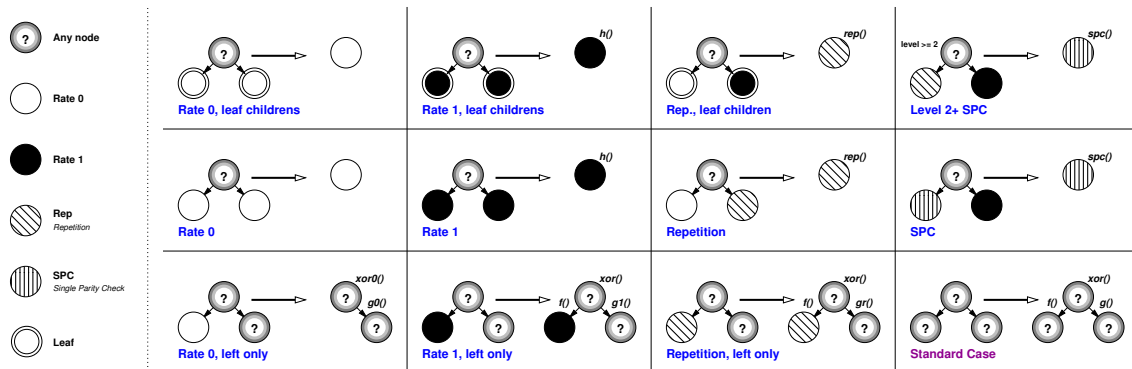 Any node
Rate 0
Rate 1
Rep
Repetition
SPC
Single Parity Check
Leaf
?
Rate 0, leaf childrens
?
h()
Rate 1, leaf childrens
?
rep()
Rep., leaf children
level >= 2
?
spc()
Level 2+ SPC
?
Rate 0
?
h()
Rate 1
?
rep()
Repetition
?
spc()
SPC
xor0()
? ?
g0()
? ?
Rate 0, left only
xor()
? ?
f() g1()
? ?
Rate 1, left only
xor()
? ?
f() gr()
? ?
Repetition, left only
xor()
? ?
f() g()
? ? ? ?
Standard Case
?